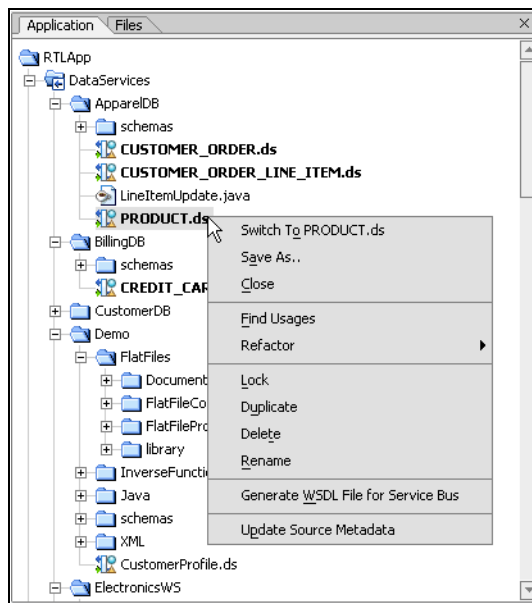 Application Files
RTLApp
DataServices
ApparelDB
schemas
CUSTOMER_ORDER.ds
CUSTOMER_ORDER_LINE_ITEM.ds
LineItemUpdate.java
PRODUCT.ds
BillingDB
schemas
CREDIT_CAR
CustomerDB
Demo
FlatFiles
Document
FlatFileCo
FlatFilePro
library
InverseFuncti
Java
schemas
XML
CustomerProfile.ds
ElectronicsWS
Switch To PRODUCT.ds
Save As..
Close
Find Usages
Refactor
Lock
Duplicate
Delete
Rename
Generate WSDL File for Service Bus
Update Source Metadata